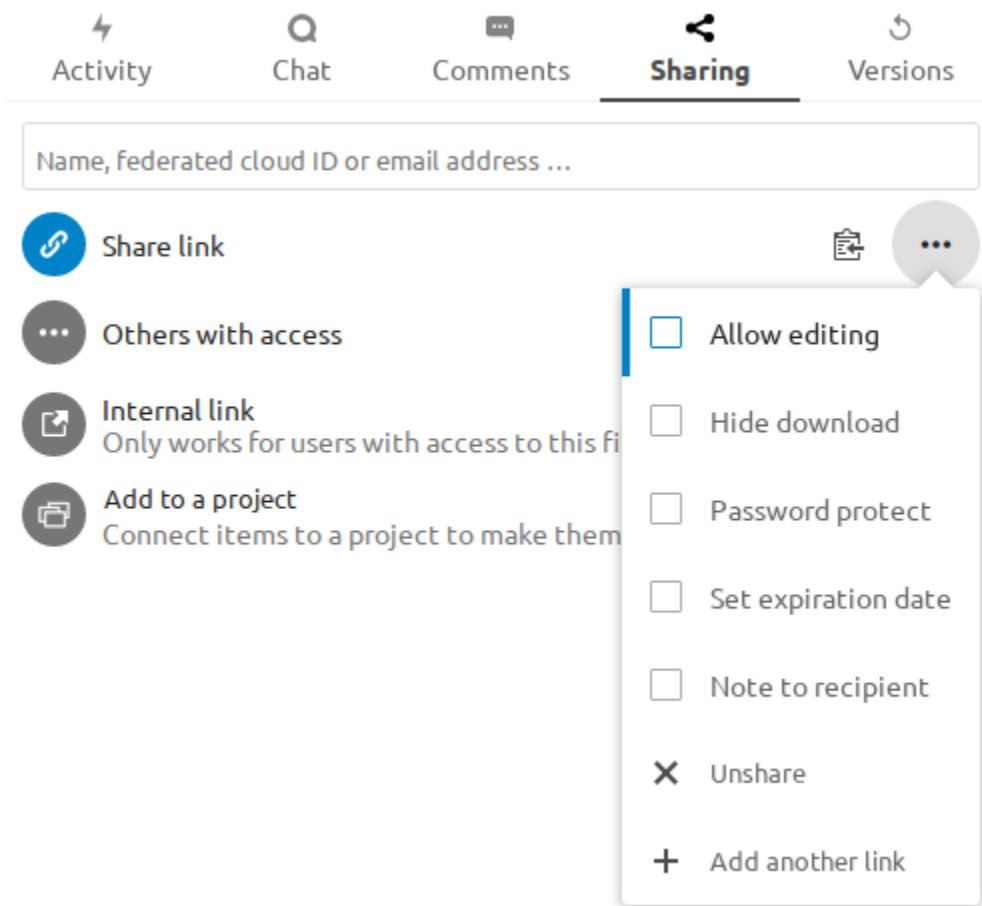 Activity
Chat
Comments
Sharing
Versions
Name, federated cloud ID or email address ...
Share link
Others with access
Internal link
Only works for users with access to this fi
Add to a project
Connect items to a project to make them
Allow editing
Hide download
Password protect
Set expiration date
Note to recipient
Unshare
Add another link